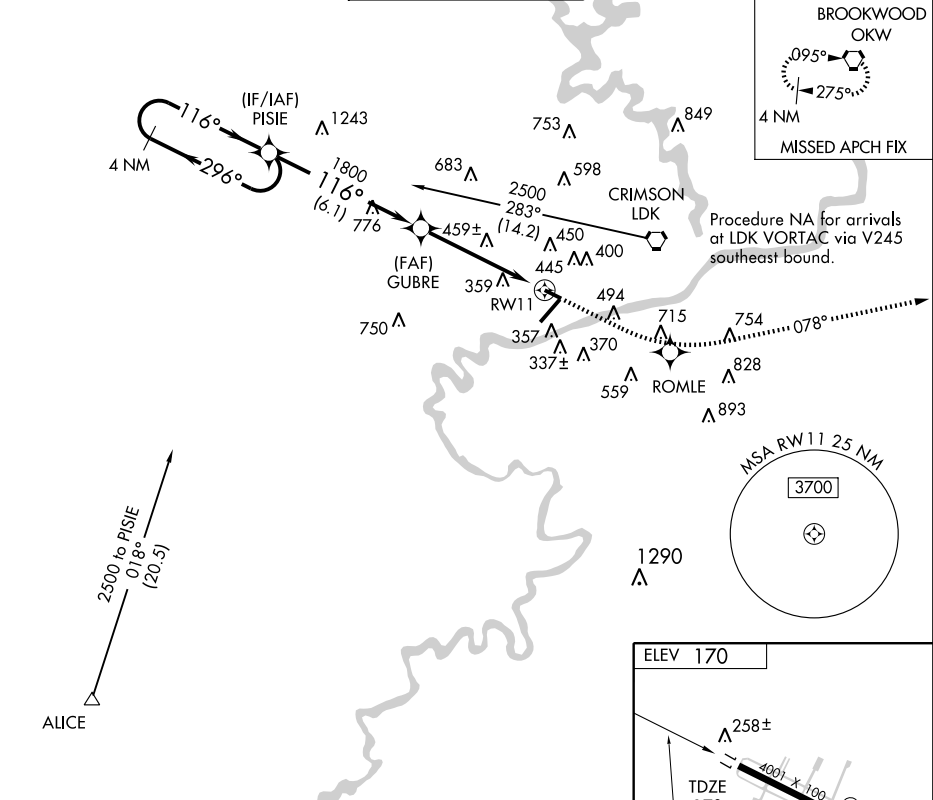 BROOKWOOD
OKW
095°
275°
4 NM
MISSED APCH FIX
(IF/IAF)
PISIE
116°
296°
4 NM
1243
753
849
1800
116°
(6.1)
776
683
598
2500
283°
(14.2)
CRIMSON
LDK
Procedure NA for arrivals
at LDK VORTAC via V245
southeast bound.
459±
450
400
445
(FAF)
GUBRE
359
RW11
494
750
357
715
754
078°
337±
370
559
ROMLE
828
893
MSA RW11 25 NM
3700
2500 to PISIE
018°
(20.5)
1290
ALICE
ELEV 170
258±
4001 X 100
TDZE